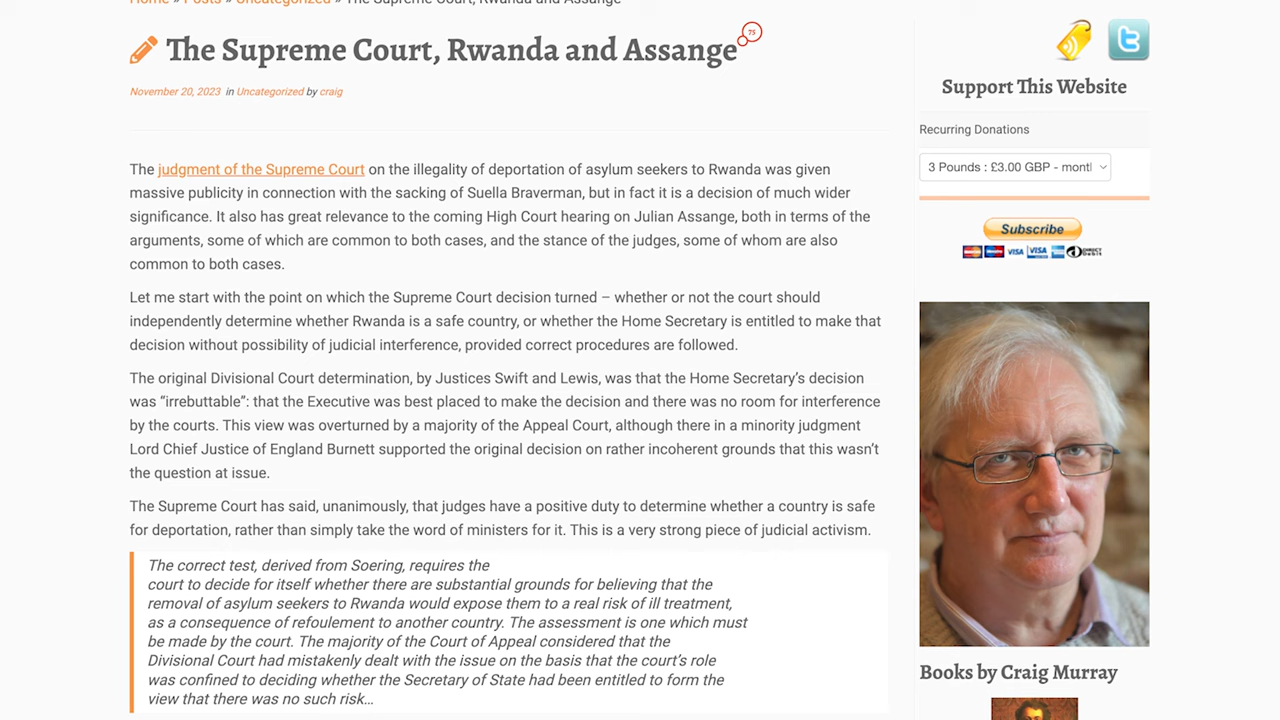 Home » Posts » Uncategorized » The Supreme Court, Rwanda and Assange
The Supreme Court, Rwanda and Assange
75
November 20, 2023 in Uncategorized by craig
The judgment of the Supreme Court on the illegality of deportation of asylum seekers to Rwanda was given
massive publicity in connection with the sacking of Suella Braverman, but in fact it is a decision of much wider
significance. It also has great relevance to the coming High Court hearing on Julian Assange, both in terms of the
arguments, some of which are common to both cases, and the stance of the judges, some of whom are also
common to both cases.
Let me start with the point on which the Supreme Court decision turned – whether or not the court should
independently determine whether Rwanda is a safe country, or whether the Home Secretary is entitled to make that
decision without possibility of judicial interference, provided correct procedures are followed.
The original Divisional Court determination, by Justices Swift and Lewis, was that the Home Secretary's decision
was “irrebuttable”: that the Executive was best placed to make the decision and there was no room for interference
by the courts. This view was overturned by a majority of the Appeal Court, although there in a minority judgment
Lord Chief Justice of England Burnett supported the original decision on rather incoherent grounds that this wasn't
the question at issue.
The Supreme Court has said, unanimously, that judges have a positive duty to determine whether a country is safe
for deportation, rather than simply take the word of ministers for it. This is a very strong piece of judicial activism.
The correct test, derived from Soering, requires the
court to decide for itself whether there are substantial grounds for believing that the
removal of asylum seekers to Rwanda would expose them to a real risk of ill treatment,
as a consequence of refoulement to another country. The assessment is one which must
be made by the court. The majority of the Court of Appeal considered that the
Divisional Court had mistakenly dealt with the issue on the basis that the court's role
was confined to deciding whether the Secretary of State had been entitled to form the
view that there was no such risk…
Support This Website
Recurring Donations
3 Pounds : £3.00 GBP - montl
Subscribe
VISA VISA DIRECT Debit
Books by Craig Murray